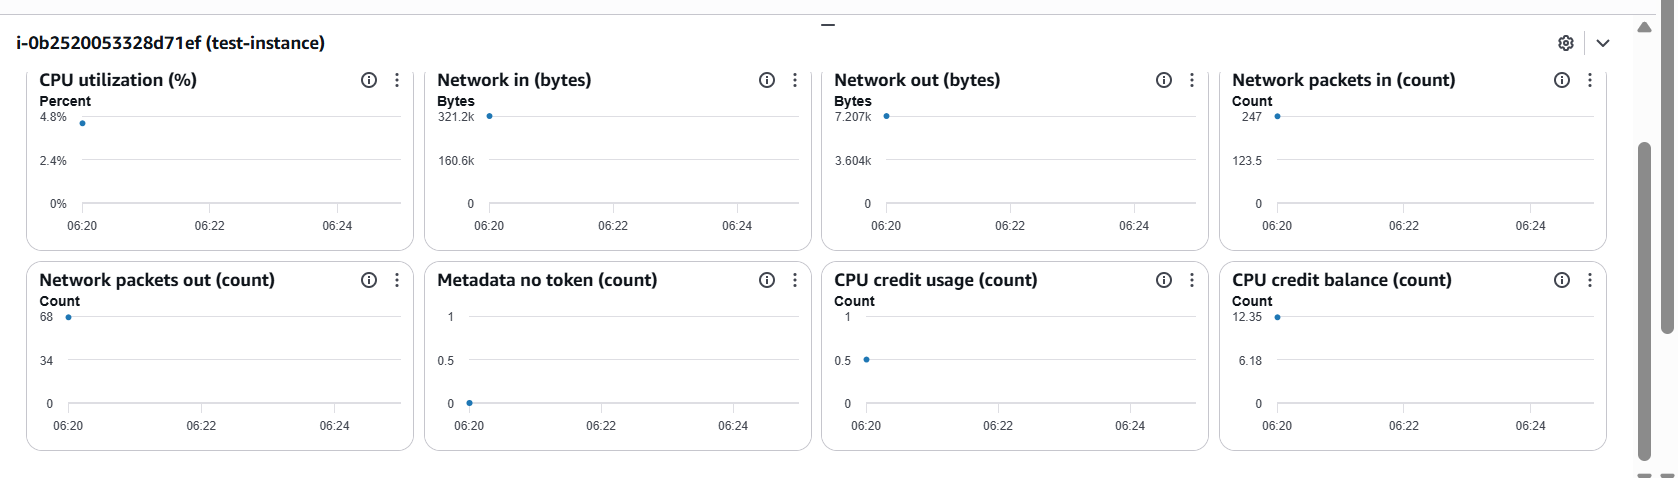 i-0b2520053328d71ef (test-instance)
CPU utilization (%)
Percent
4.8%
2.4%
0%
06:20 06:22 06:24
Network in (bytes)
Bytes
321.2k
160.6k
0
06:20 06:22 06:24
Network out (bytes)
Bytes
7.207k
3.604k
0
06:20 06:22 06:24
Network packets in (count)
Count
247
123.5
0
06:20 06:22 06:24
Network packets out (count)
Count
68
34
0
06:20 06:22 06:24
Metadata no token (count)
1
0.5
0
06:20 06:22 06:24
CPU credit usage (count)
Count
1
0.5
0
06:20 06:22 06:24
CPU credit balance (count)
Count
12.35
6.18
0
06:20 06:22 06:24